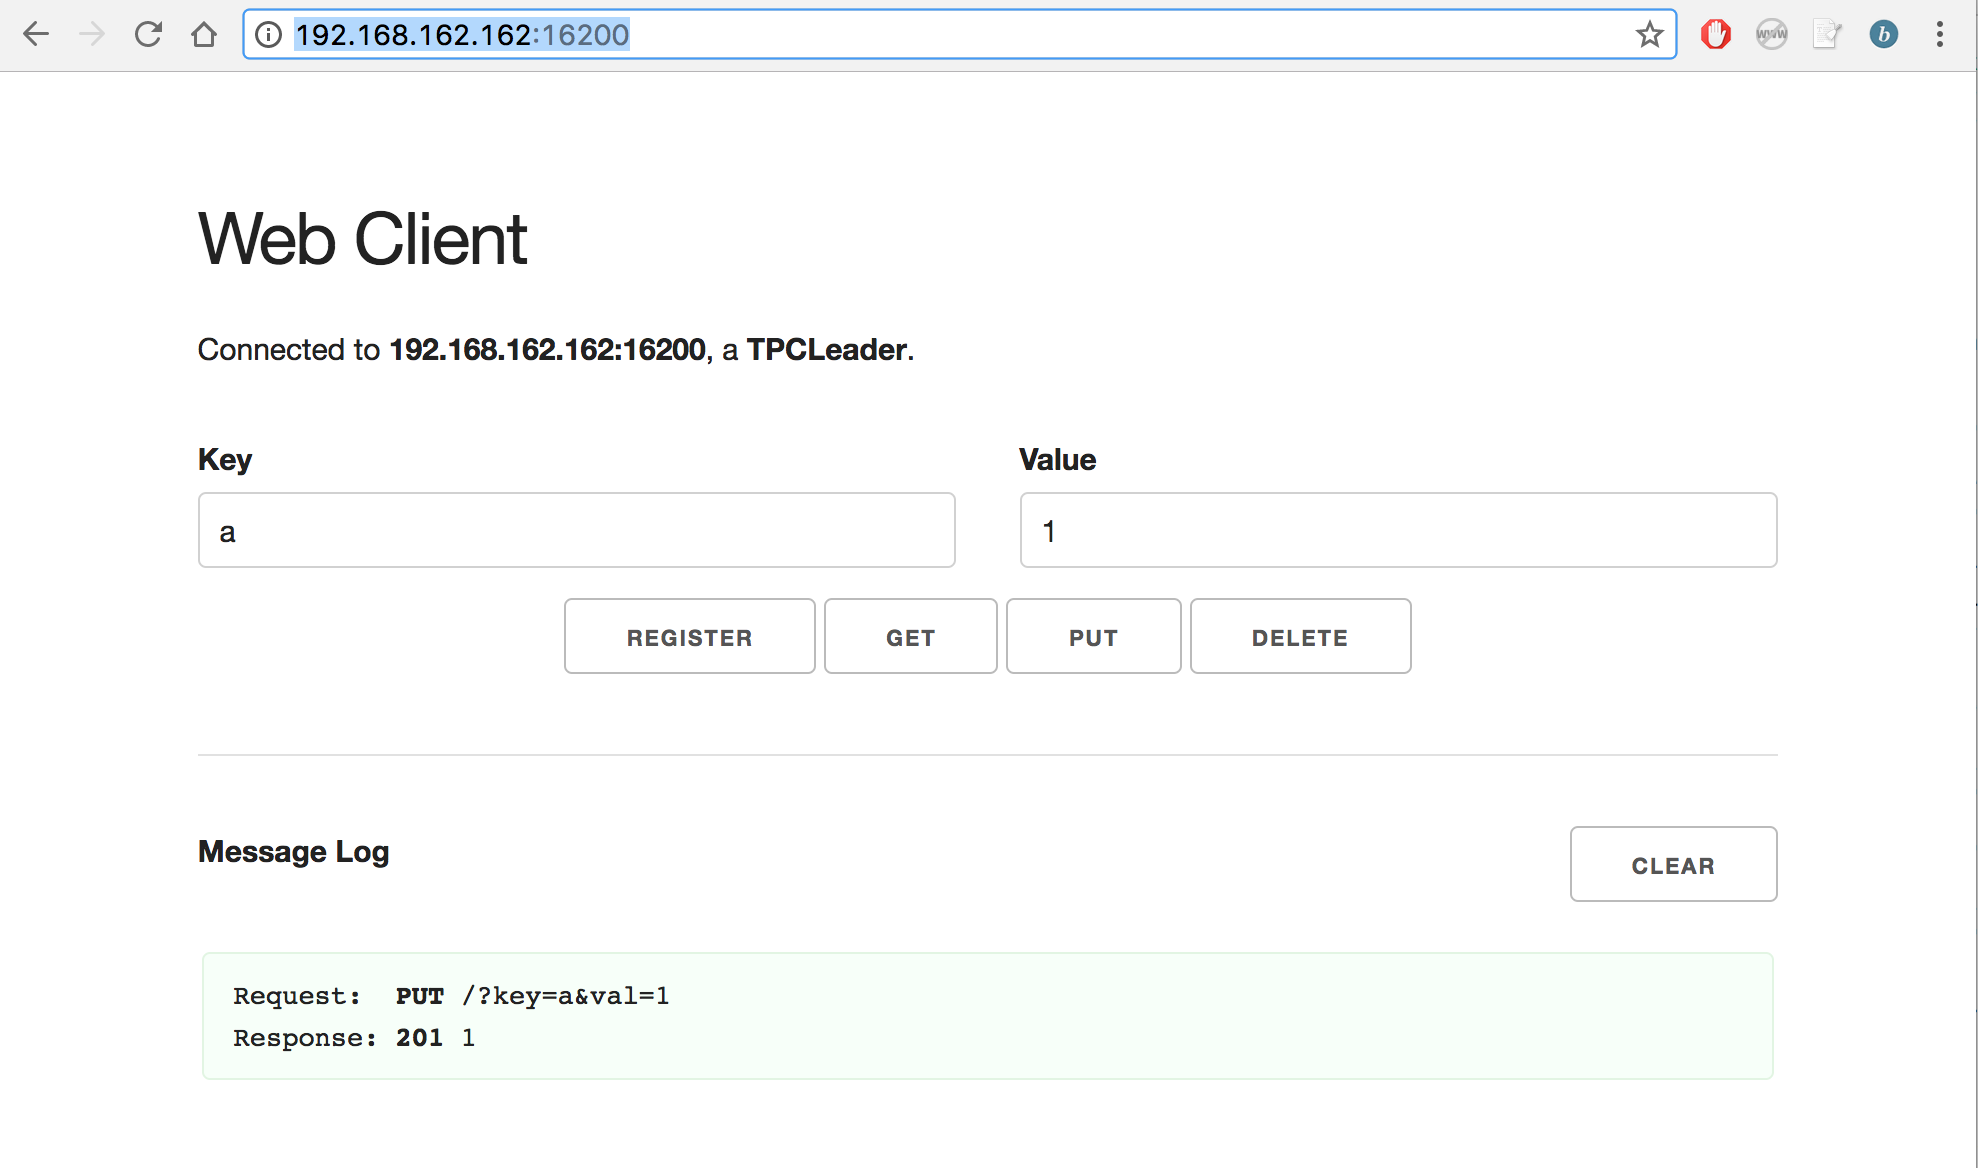 192.168.162.162:16200
www
b
Web Client
Connected to 192.168.162.162:16200, a TPCLeader.
Key
Value
a
1
REGISTER
GET
PUT
DELETE
Message Log
CLEAR
Request: PUT /?key=a&val=1
Response: 201 1